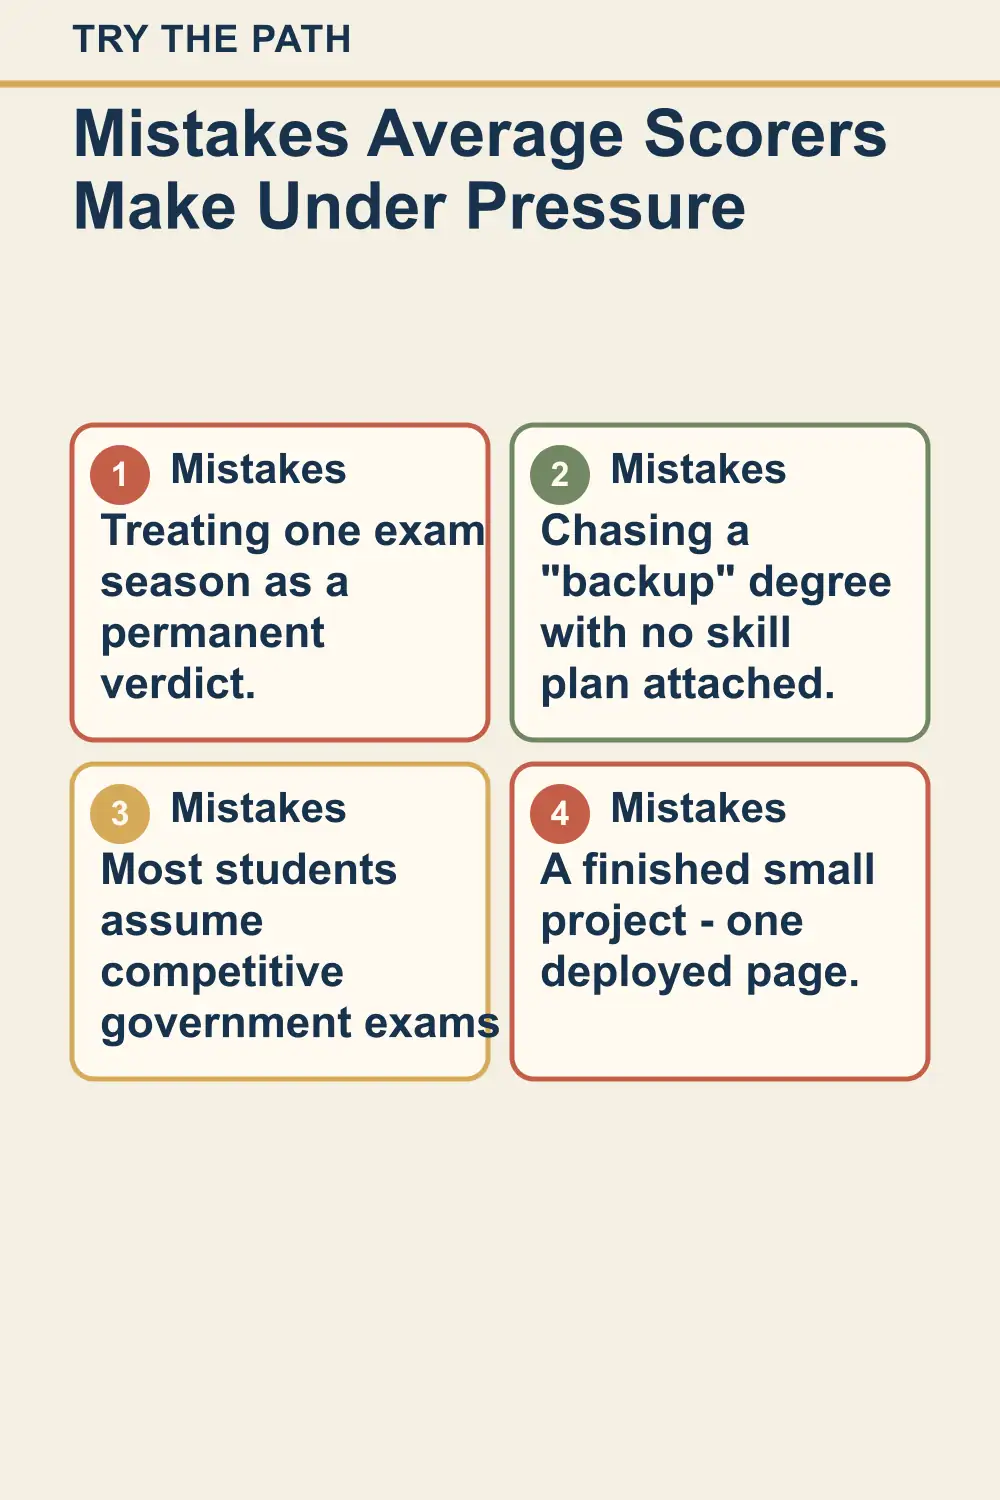 TRY THE PATH
Mistakes Average Scorers
Make Under Pressure
1 Mistakes
Treating one exam
season as a
permanent
verdict.
2 Mistakes
Chasing a
"backup" degree
with no skill
plan attached.
3 Mistakes
Most students
assume
competitive
government exams
4 Mistakes
A finished small
project - one
deployed page.